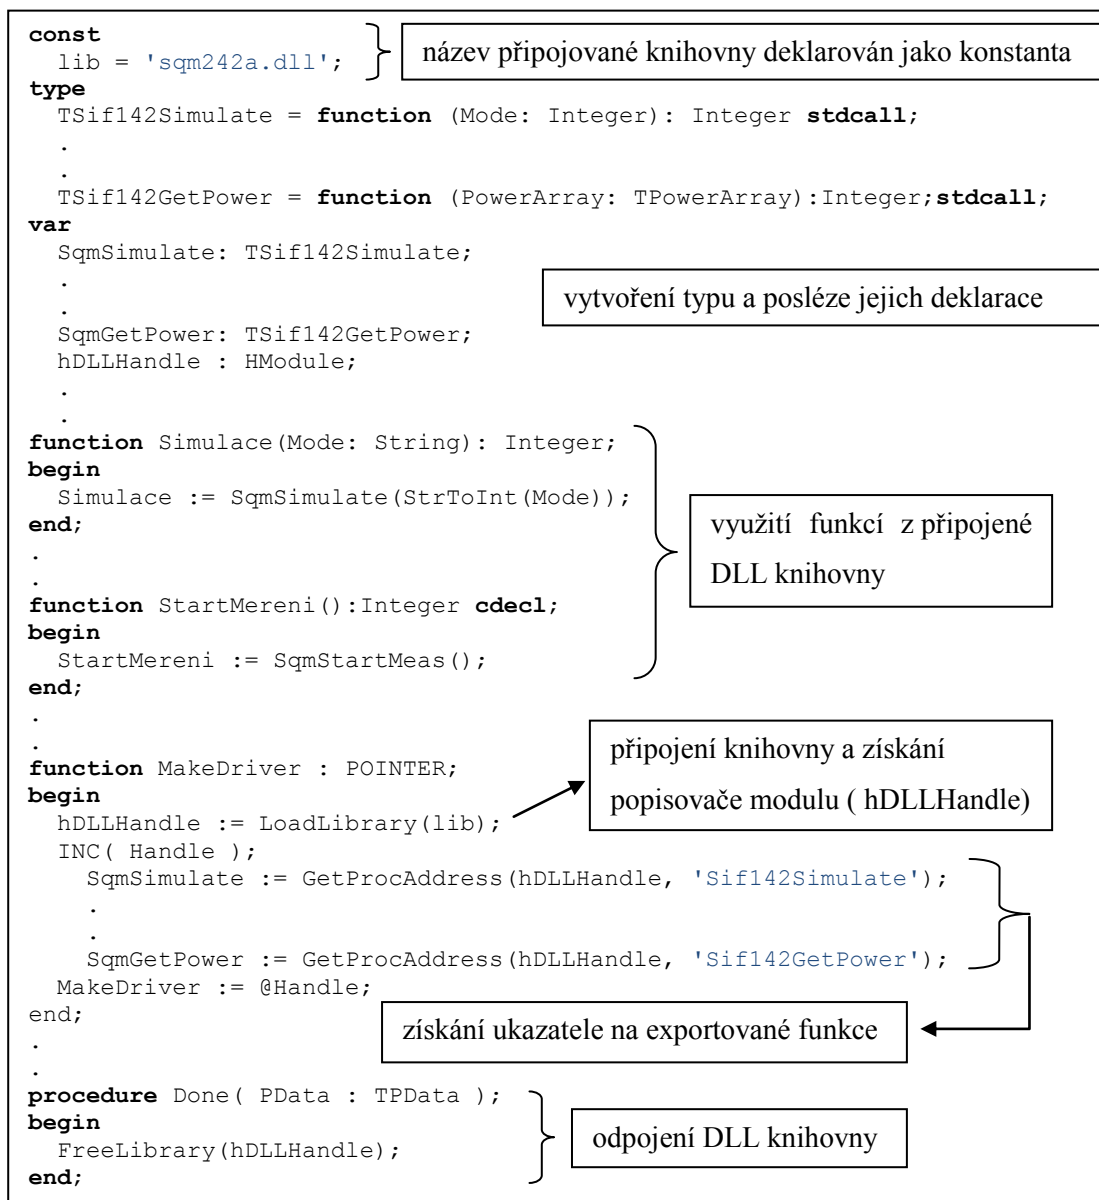 const
lib = 'sqm242a.dll';
název připojované knihovny deklarován jako konstanta
type
TSif142Simulate = function (Mode: Integer): Integer stdcall;
.
.
TSif142GetPower = function (PowerArray: TPowerArray):Integer;stdcall;
var
SqmSimulate: TSif142Simulate;
.
.
vytvoření typu a posléze jejich deklarace
SqmGetPower: TSif142GetPower;
hDLLHandle : HModule;
.
.
function Simulace(Mode: String): Integer;
begin
Simulace := SqmSimulate(StrToInt(Mode));
end;
.
.
využití funkcí z připojené
DLL knihovny
function StartMereni():Integer cdecl;
begin
StartMereni := SqmStartMeas();
end;
.
.
function MakeDriver : POINTER;
begin
hDLLHandle := LoadLibrary(lib);
připojení knihovny a získání
popisovače modulu ( hDLLHandle)
INC( Handle );
SqmSimulate := GetProcAddress(hDLLHandle, 'Sif142Simulate');
.
.
SqmGetPower := GetProcAddress(hDLLHandle, 'Sif142GetPower');
MakeDriver := @Handle;
end;
získání ukazatele na exportované funkce
.
.
procedure Done( PData : TPData );
begin
FreeLibrary(hDLLHandle);
end;
odpojení DLL knihovny